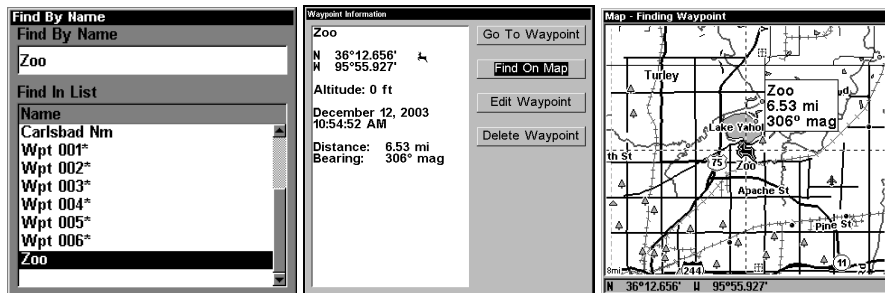 Find By Name
Find By Name
Zoo
Find In List
Name
Carlsbad Nm
Wpt 001*
Wpt 002*
Wpt 003*
Wpt 004*
Wpt 005*
Wpt 006*
Zoo
Waypoint Information
Zoo
N 36°12.656'
W 95°55.927'
Altitude: 0 ft
December 12, 2003
10:54:52 AM
Distance: 6.53 mi
Bearing: 306° mag
Go To Waypoint
Find On Map
Edit Waypoint
Delete Waypoint
Map - Finding Waypoint
Turley
Zoo
6.53 mi
306° mag
Lake Yahol
th St
75
Zoo
Apache St
Pine St
11
8mi
244
N 36°12.656' W 95°55.927'